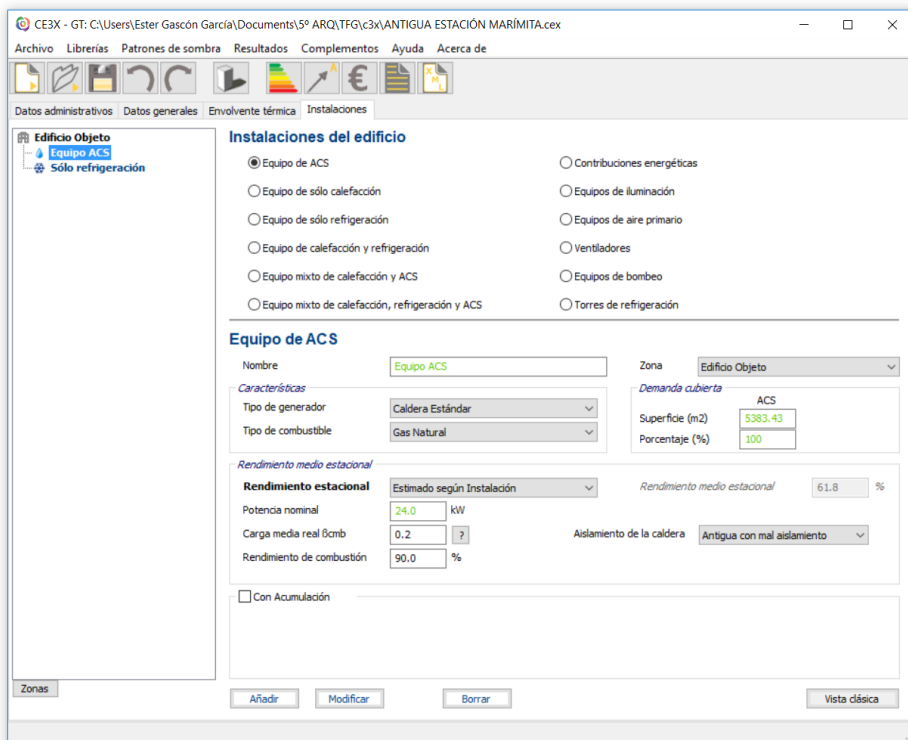 CE3X - GT: C:\Users\Ester Gascón García\Documents\5º ARQ\TFG\c3x\ANTIGUA ESTACIÓN MARÍMITA.cex
Archivo Librerías Patrones de sombra Resultados Complementos Ayuda Acerca de
€ XML
Datos administrativos Datos generales Envolvente térmica Instalaciones
Edificio Objeto
Equipo ACS
Sólo refrigeración
Instalaciones del edificio
Equipo de ACS Contribuciones energéticas
Equipo de sólo calefacción Equipos de iluminación
Equipo de sólo refrigeración Equipos de aire primario
Equipo de calefacción y refrigeración Ventiladores
Equipo mixto de calefacción y ACS Equipos de bombeo
Equipo mixto de calefacción, refrigeración y ACS Torres de refrigeración
Equipo de ACS
Nombre Equipo ACS Zona Edificio Objeto
Características Demanda cubierta
ACS
Tipo de generador Caldera Estándar Superficie (m2) 5383.43
Tipo de combustible Gas Natural Porcentaje (%) 100
Rendimiento medio estacional
Rendimiento estacional Estimado según Instalación Rendimiento medio estacional 61.8 %
Potencia nominal 24.0 kW
Carga media real βcmb 0.2 ? Aislamiento de la caldera Antigua con mal aislamiento
Rendimiento de combustión 90.0 %
Con Acumulación
Zonas
Añadir Modificar Borrar Vista clásica